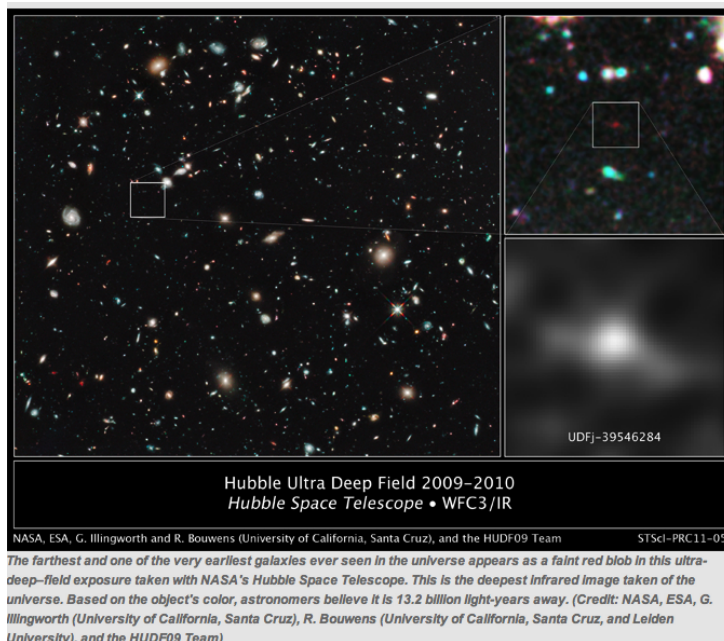 UDFj-39546284
Hubble Ultra Deep Field 2009–2010
Hubble Space Telescope • WFC3/IR
NASA, ESA, G. Illingworth and R. Bouwens (University of California, Santa Cruz), and the HUDF09 Team STScI-PRC11-05
The farthest and one of the very earliest galaxies ever seen in the universe appears as a faint red blob in this ultra-
deep–field exposure taken with NASA's Hubble Space Telescope. This is the deepest infrared image taken of the
universe. Based on the object's color, astronomers believe it is 13.2 billion light-years away. (Credit: NASA, ESA, G.
Illingworth (University of California, Santa Cruz), R. Bouwens (University of California, Santa Cruz, and Leiden
University), and the HUDF09 Team)